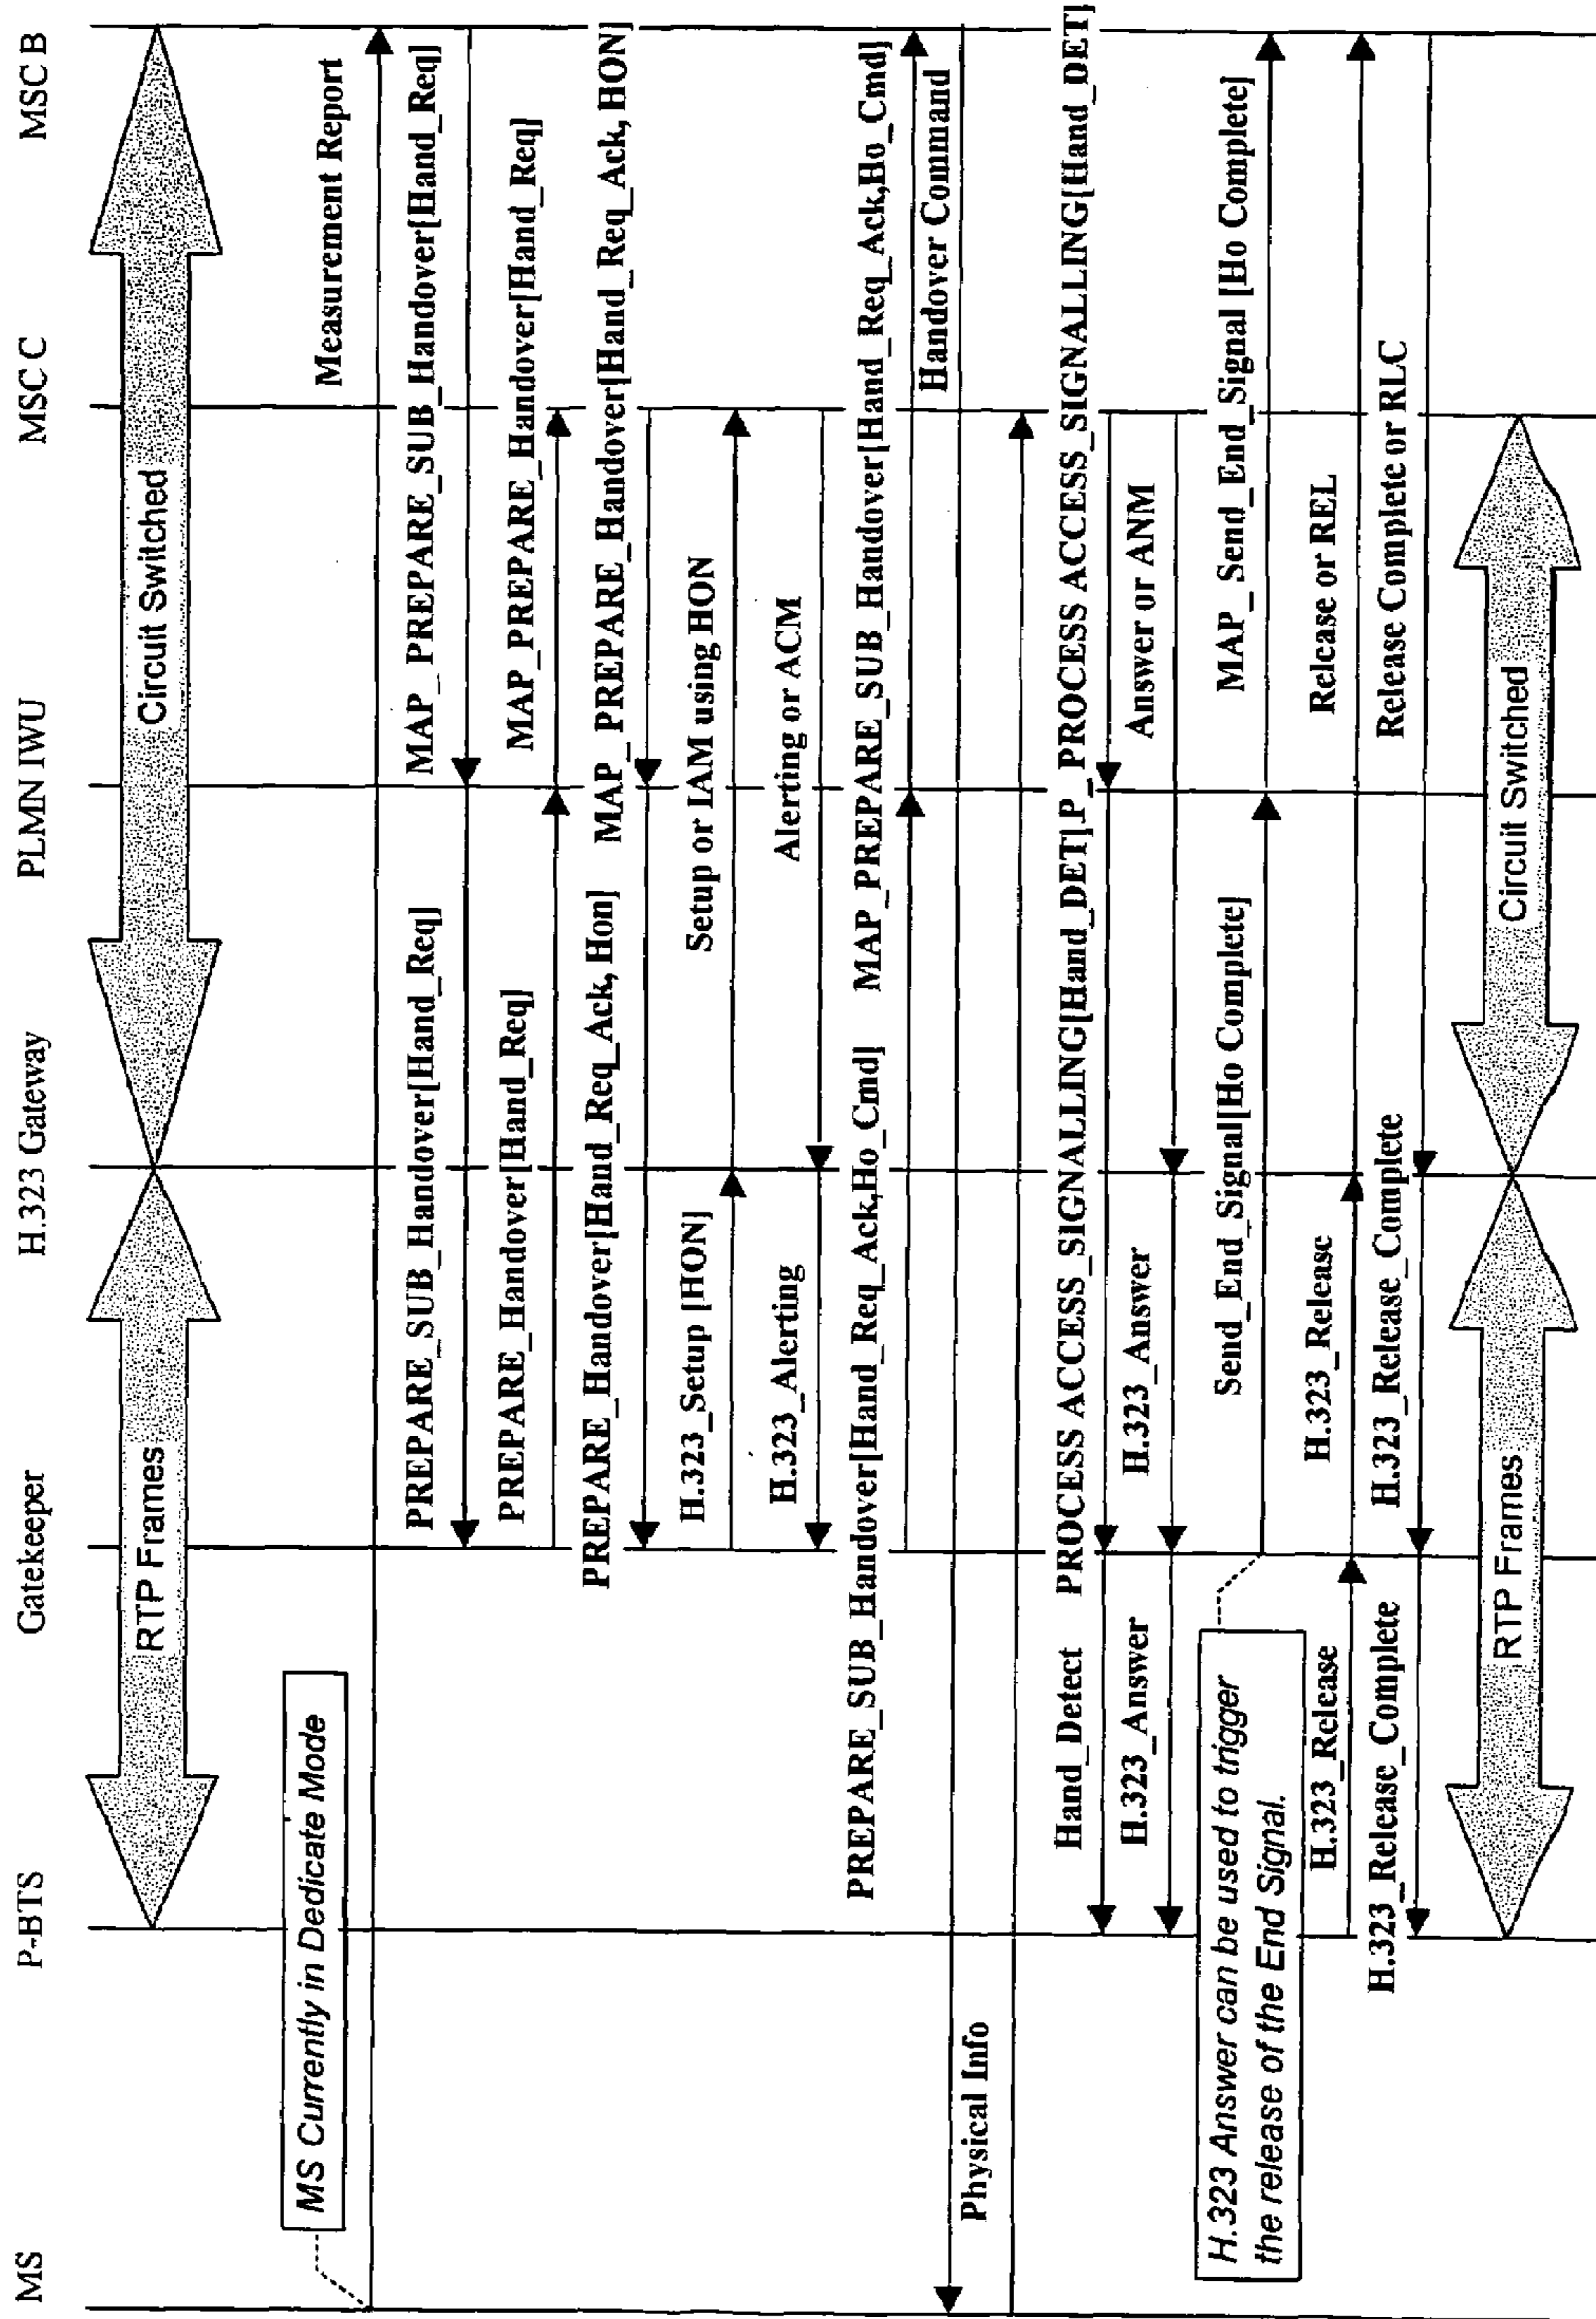 MS
P-BTS
Gatekeeper
H.323 Gateway
PLMN IWU
MSC C
MSC B
RTP Frames
Circuit Switched
MS Currently in Dedicate Mode
Measurement Report
PREPARE_SUB_Handover[Hand_Req]
MAP_PREPARE_SUB_Handover[Hand_Req]
PREPARE_Handover[Hand_Req]
MAP_PREPARE_Handover[Hand_Req]
PREPARE_Handover[Hand_Req_Ack, Hon]
MAP_PREPARE_Handover[Hand_Req_Ack, HON]
H.323_Setup [HON]
Setup or IAM using HON
H.323_Alerting
Alerting or ACM
PREPARE_SUB_Handover[Hand_Req_Ack,Ho_Cmd]
MAP_PREPARE_SUB_Handover[Hand_Req_Ack,Ho_Cmd]
Handover Command
Physical Info
Hand_Detect
PROCESS ACCESS_SIGNALLING[Hand_DET]
P_PROCESS ACCESS_SIGNALLING[Hand_DET]
H.323_Answer
H.323_Answer
Answer or ANM
H.323 Answer can be used to trigger
the release of the End Signal.
Send_End_Signal[Ho Complete]
MAP_Send_End_Signal [Ho Complete]
H.323_Release
H.323_Release
Release or REL
H.323_Release_Complete
H.323_Release_Complete
Release Complete or RLC
RTP Frames
Circuit Switched